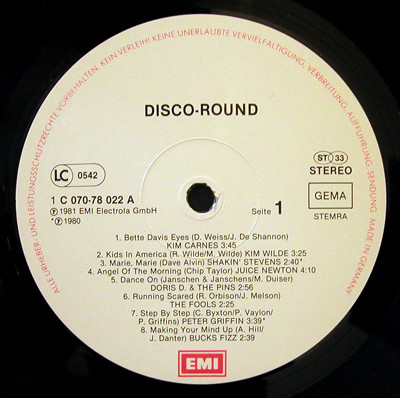 ALLE URHEBER- UND LEISTUNGSSCHUTZRECHTE VORBEHALTEN. KEIN VERLEIH! KEINE UNERLAUBTE VERVIELFÄLTIGUNG, VERBREITUNG, AUFFÜHRUNG, SENDUNG. MADE IN GERMANY
DISCO-ROUND
LC 0542
ST 33
STEREO
1 C 070-78 022 A
GEMA
℗ 1981 EMI Electrola GmbH
Seite 1
STEMRA
*℗ 1980
1. Bette Davis Eyes (D. Weiss/J. De Shannon)
KIM CARNES 3:45
2. Kids In America (R. Wilde/M. Wilde) KIM WILDE 3:25
3. Marie, Marie (Dave Alvin) SHAKIN' STEVENS 2:40*
4. Angel Of The Morning (Chip Taylor) JUICE NEWTON 4:10
5. Dance On (Janschen & Janschens/M. Duiser)
DORIS D. & THE PINS 2:56
6. Running Scared (R. Orbison/J. Melson)
THE FOOLS 2:25
7. Step By Step (C. Byxton/P. Vaylon/
P. Griffins) PETER GRIFFIN 3:39*
8. Making Your Mind Up (A. Hill/
J. Danter) BUCKS FIZZ 2:39
EMI